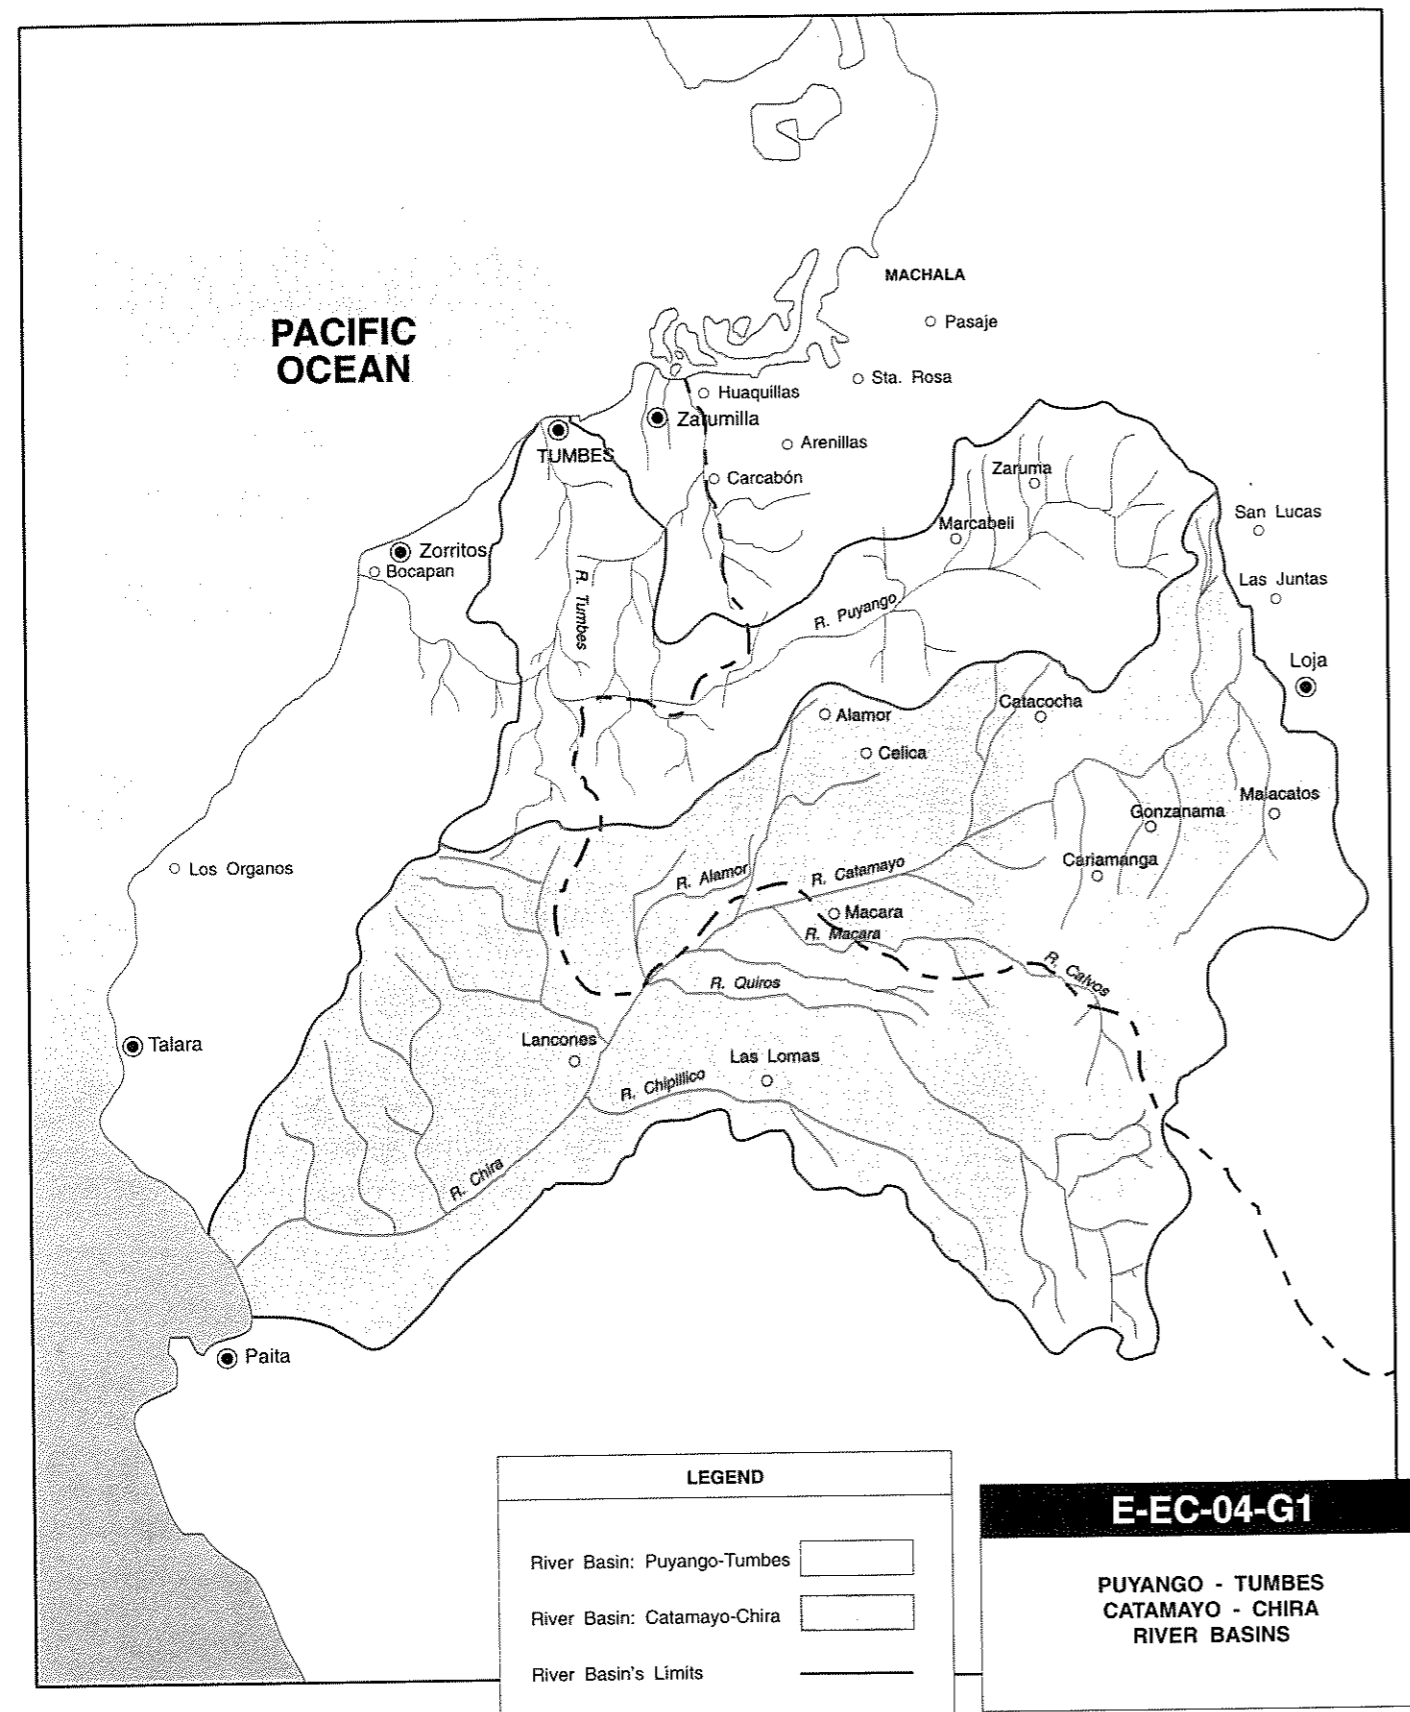 MACHALA
Pasaje
PACIFIC
OCEAN
Sta. Rosa
Huaquillas
Zarumilla
Arenillas
TUMBES
Zaruma
Carcabón
San Lucas
Marcabeli
Zorritos
Bocapan
Las Juntas
R. Tumbes
R. Puyango
Loja
Catacocha
Alamor
Celica
Malacatos
Gonzanama
Cariamanga
Los Organos
R. Alamor
R. Catamayo
Macara
R. Macara
R. Calvos
R. Quiros
Talara
Lancones
Las Lomas
R. Chipillico
R. Chira
Paita
LEGEND
River Basin: Puyango-Tumbes
River Basin: Catamayo-Chira
River Basin's Limits
E-EC-04-G1
PUYANGO - TUMBES
CATAMAYO - CHIRA
RIVER BASINS